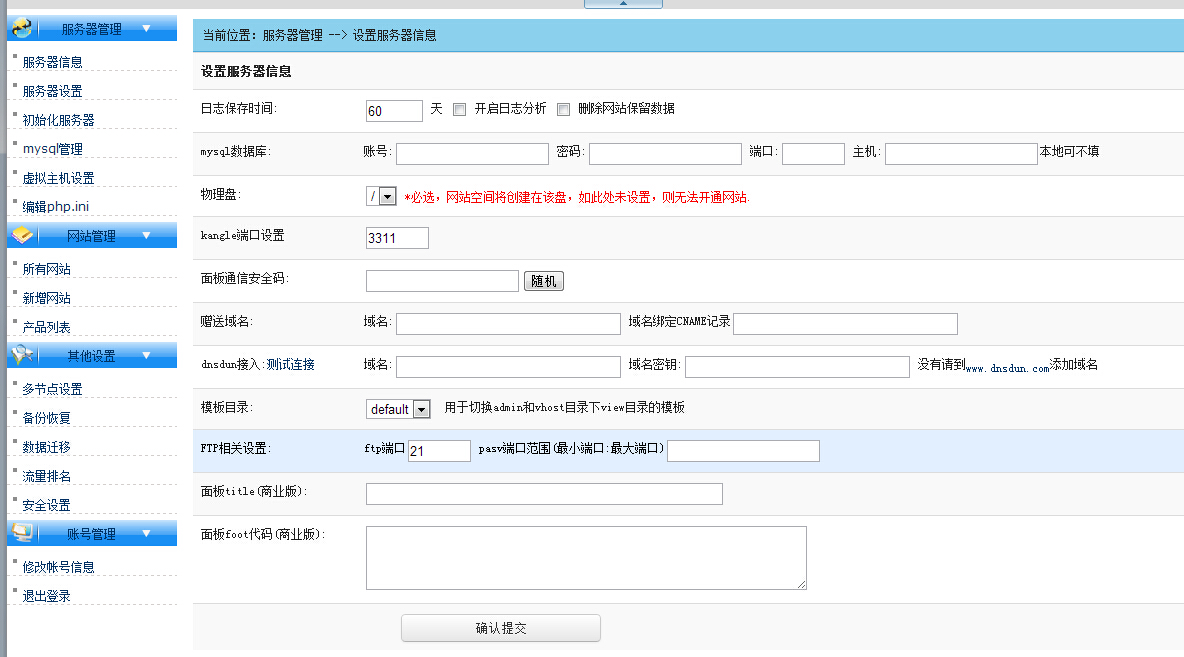 服务器管理
服务器信息
服务器设置
初始化服务器
mysql管理
虚拟主机设置
编辑php.ini
网站管理
所有网站
新增网站
产品列表
其他设置
多节点设置
备份恢复
数据迁移
流量排名
安全设置
账号管理
修改帐号信息
退出登录
当前位置: 服务器管理 --> 设置服务器信息
设置服务器信息
日志保存时间: 60 天 开启日志分析 删除网站保留数据
mysql数据库: 账号: 密码: 端口: 主机: 本地可不填
物理盘: / *必选，网站空间将创建在该盘，如此处未设置，则无法开通网站.
kangle端口设置 3311
面板通信安全码: 随机
赠送域名: 域名: 域名绑定CNAME记录
dnsdun接入:测试连接 域名: 域名密钥: 没有请到www.dnsdun.com添加域名
模板目录: default 用于切换admin和vhost目录下view目录的模板
FTP相关设置: ftp端口 21 pasv端口范围(最小端口:最大端口)
面板title(商业版):
面板foot代码(商业版):
确认提交